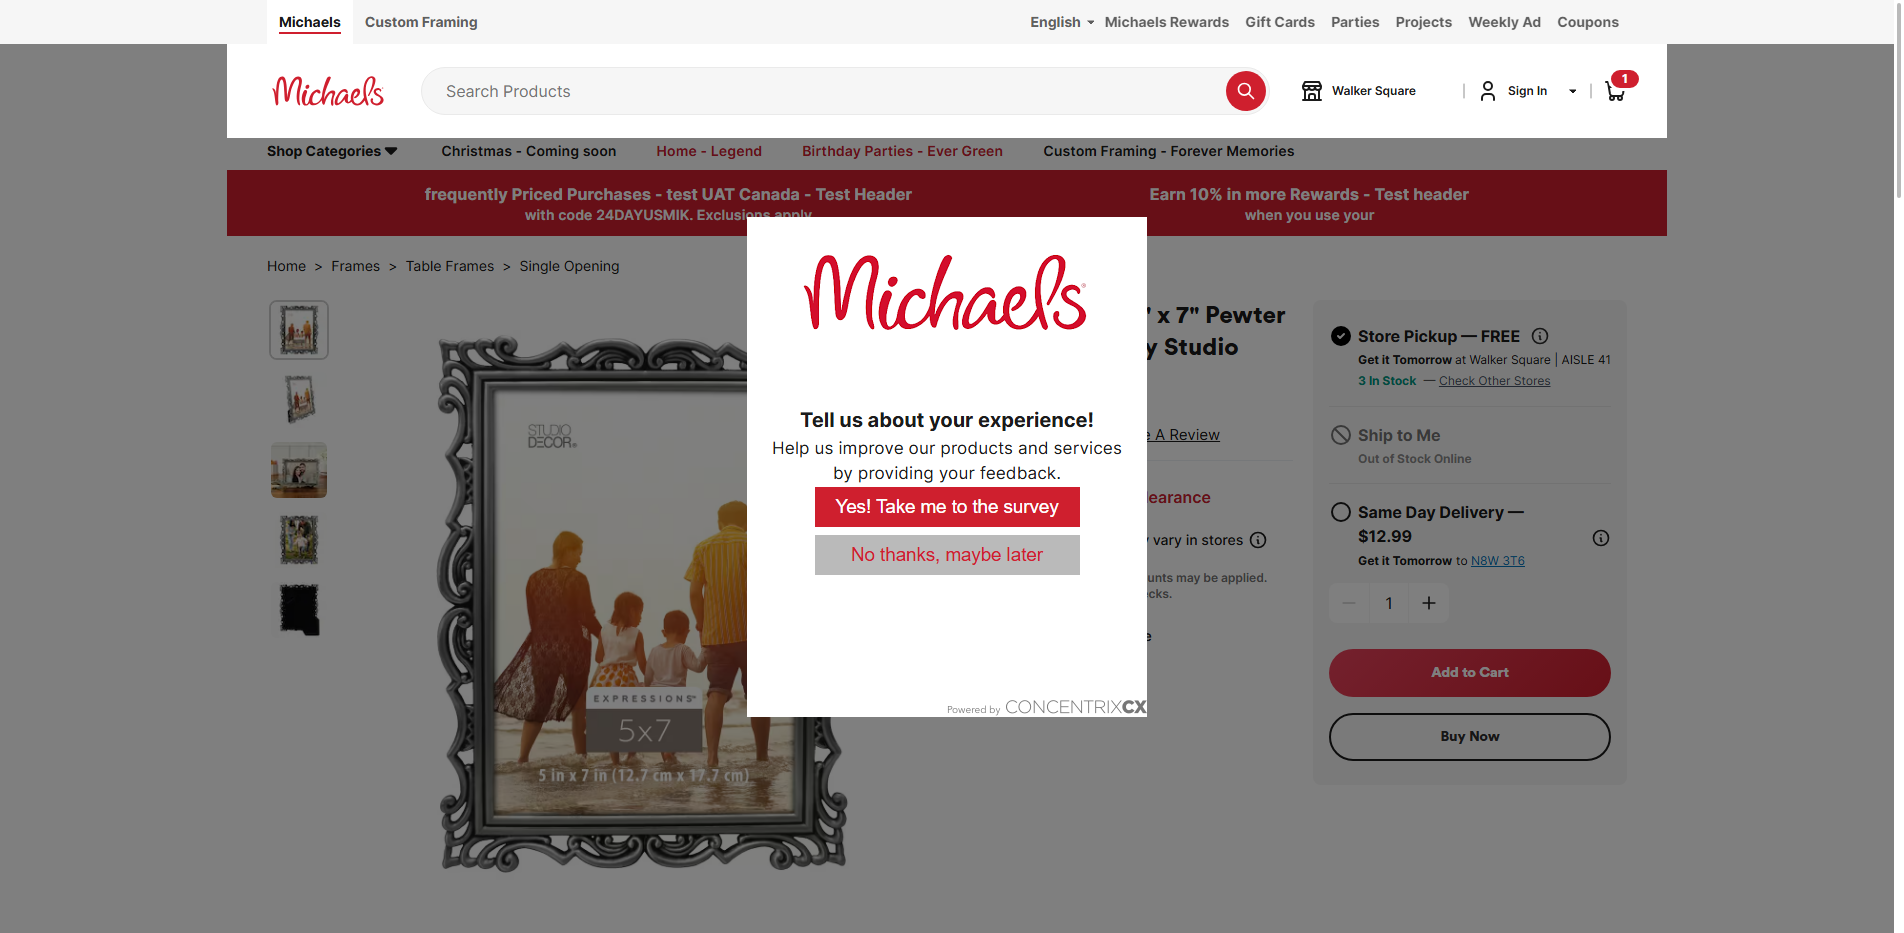 Michaels
Custom Framing
English
Michaels Rewards
Gift Cards
Parties
Projects
Weekly Ad
Coupons
Michaels
Search Products
Walker Square
Sign In
1
Shop Categories
Christmas - Coming soon
Home - Legend
Birthday Parties - Ever Green
Custom Framing - Forever Memories
frequently Priced Purchases - test UAT Canada - Test Header
with code 24DAYUSMIK. Exclusions apply
Earn 10% in more Rewards - Test header
when you use your
Home > Frames > Table Frames > Single Opening
STUDIO
DECOR
EXPRESSIONS™
5x7
5 in x 7 in (12.7 cm x 17.7 cm)
Michaels
Tell us about your experience!
Help us improve our products and services
by providing your feedback.
Yes! Take me to the survey
No thanks, maybe later
Powered by CONCENTRIXCX
x 7" Pewter
Studio
A Review
vary in stores
may be applied.
Store Pickup — FREE
Get it Tomorrow at Walker Square | AISLE 41
3 In Stock — Check Other Stores
Ship to Me
Out of Stock Online
Same Day Delivery —
$12.99
Get it Tomorrow to N8W 3T6
1
Add to Cart
Buy Now